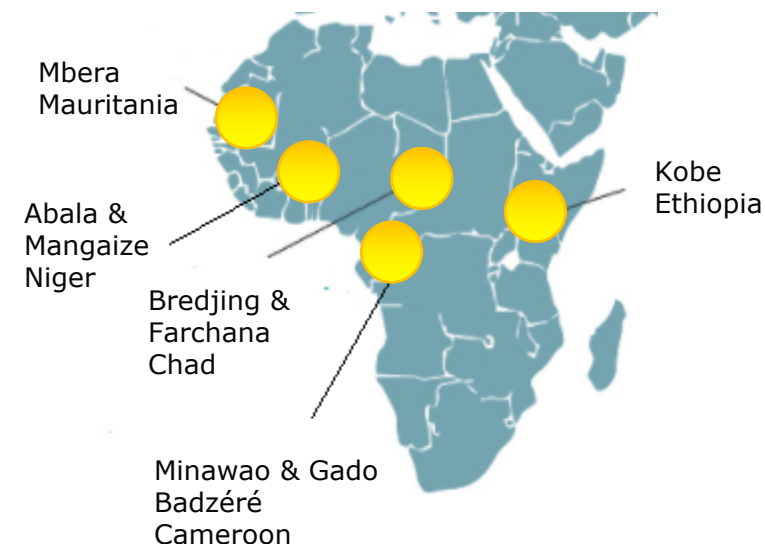 Mbera
Mauritania
Kobe
Ethiopia
Abala &
Mangaize
Niger
Bredjing &
Farchana
Chad
Minawao & Gado
Badzéré
Cameroon